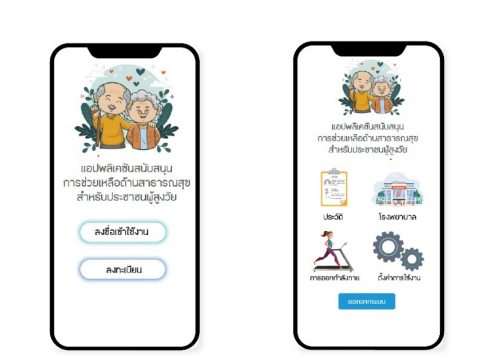 แอปพลิเคชันสนับสนุน
การช่วยเหลือด้านสาธารณสุข
สำหรับประชาชนผู้สูงวัย
ลงชื่อเข้าใช้งาน
ลงทะเบียน
แอปพลิเคชันสนับสนุน
การช่วยเหลือด้านสาธารณสุข
สำหรับประชาชนผู้สูงวัย
ประวัติ
โรงพยาบาล
การออกกำลังกาย
ตั้งค่าการใช้งาน
ออกจากระบบ